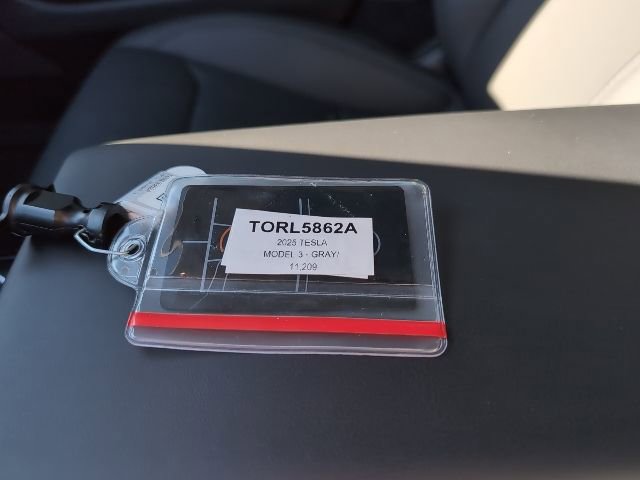 TORL5862A
2025 TESLA
MODEL 3 - GRAY/
11,209